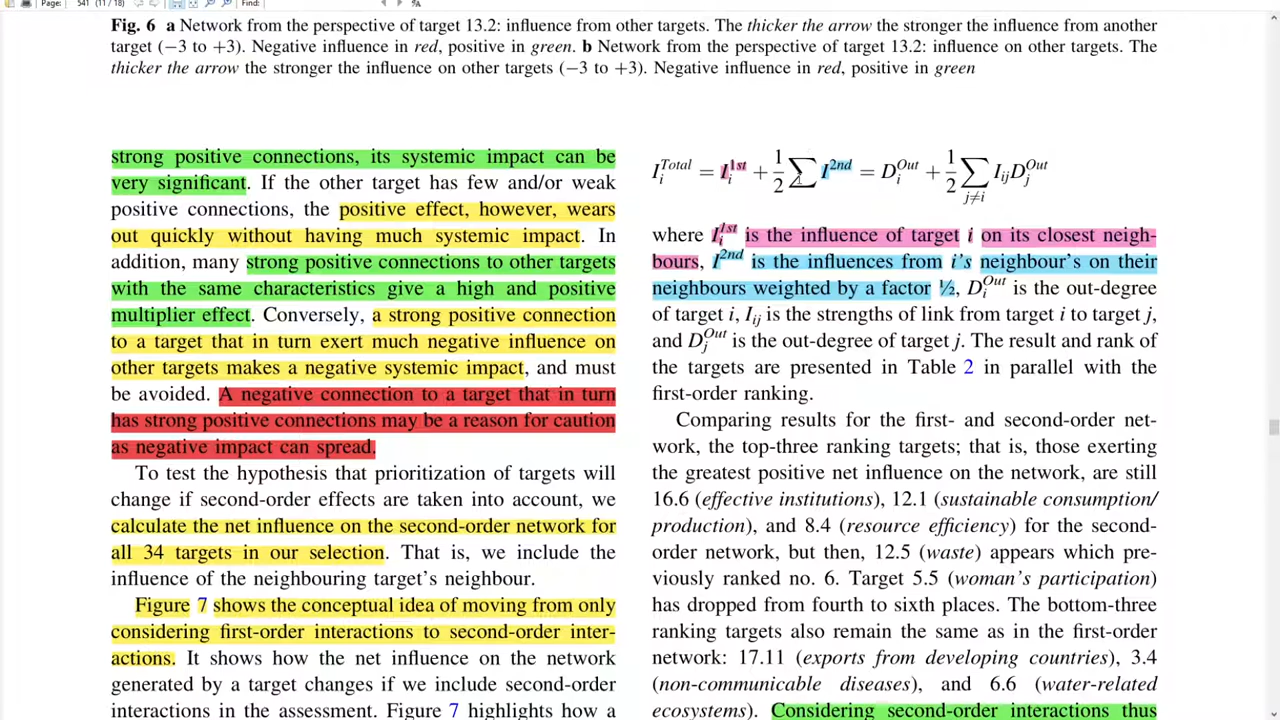 Page: 541 (11 / 18) Find:
Fig. 6 a Network from the perspective of target 13.2: influence from other targets. The thicker the arrow the stronger the influence from another
target (−3 to +3). Negative influence in red, positive in green. b Network from the perspective of target 13.2: influence on other targets. The
thicker the arrow the stronger the influence on other targets (−3 to +3). Negative influence in red, positive in green
strong positive connections, its systemic impact can be
very significant. If the other target has few and/or weak
positive connections, the positive effect, however, wears
out quickly without having much systemic impact. In
addition, many strong positive connections to other targets
with the same characteristics give a high and positive
multiplier effect. Conversely, a strong positive connection
to a target that in turn exert much negative influence on
other targets makes a negative systemic impact, and must
be avoided. A negative connection to a target that in turn
has strong positive connections may be a reason for caution
as negative impact can spread.
To test the hypothesis that prioritization of targets will
change if second-order effects are taken into account, we
calculate the net influence on the second-order network for
all 34 targets in our selection. That is, we include the
influence of the neighbouring target's neighbour.
Figure 7 shows the conceptual idea of moving from only
considering first-order interactions to second-order inter-
actions. It shows how the net influence on the network
generated by a target changes if we include second-order
interactions in the assessment. Figure 7 highlights how a
I_i^Total = I_i^1st + 1/2 ∑ I^2nd = D_i^Out + 1/2 ∑_{j≠i} I_ij D_j^Out
where I_i^1st is the influence of target i on its closest neigh-
bours, I^2nd is the influences from i's neighbour's on their
neighbours weighted by a factor ½, D_i^Out is the out-degree
of target i, I_ij is the strengths of link from target i to target j,
and D_j^Out is the out-degree of target j. The result and rank of
the targets are presented in Table 2 in parallel with the
first-order ranking.
Comparing results for the first- and second-order net-
work, the top-three ranking targets; that is, those exerting
the greatest positive net influence on the network, are still
16.6 (effective institutions), 12.1 (sustainable consumption/
production), and 8.4 (resource efficiency) for the second-
order network, but then, 12.5 (waste) appears which pre-
viously ranked no. 6. Target 5.5 (woman's participation)
has dropped from fourth to sixth places. The bottom-three
ranking targets also remain the same as in the first-order
network: 17.11 (exports from developing countries), 3.4
(non-communicable diseases), and 6.6 (water-related
ecosystems). Considering second-order interactions thus